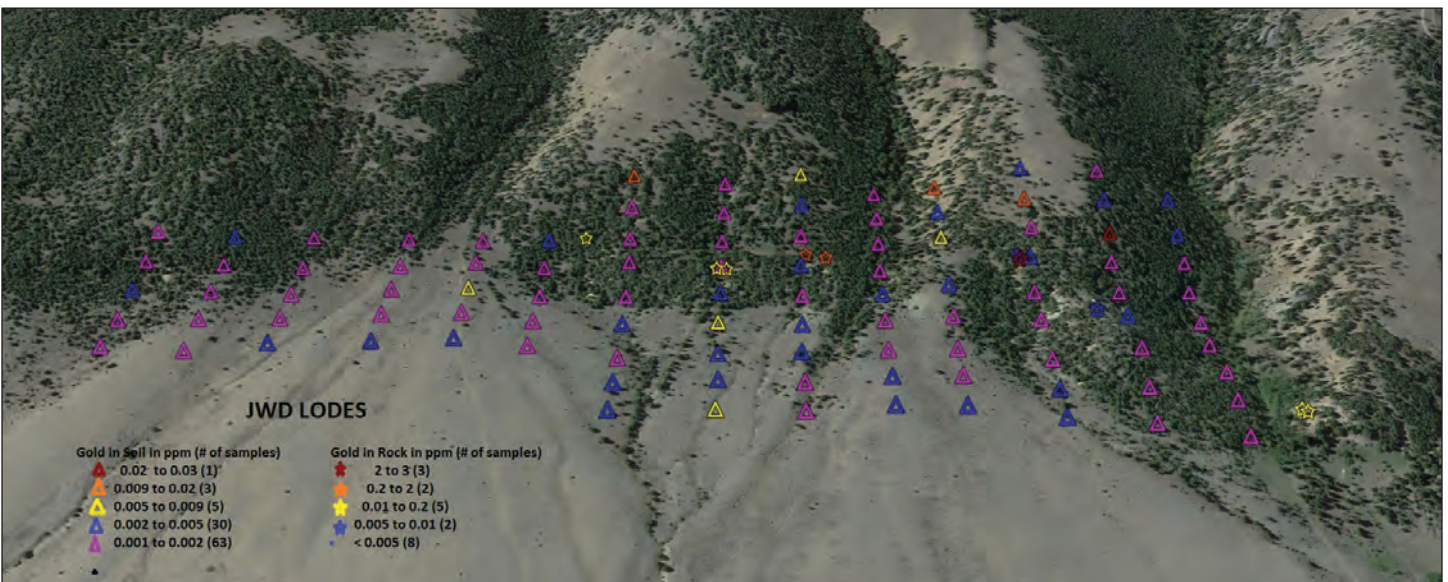 JWD LODES
Gold in Soil in ppm (# of samples)
0.02 to 0.03 (1)
0.009 to 0.02 (3)
0.005 to 0.009 (5)
0.002 to 0.005 (30)
0.001 to 0.002 (63)
Gold in Rock in ppm (# of samples)
2 to 3 (3)
0.2 to 2 (2)
0.01 to 0.2 (5)
0.005 to 0.01 (2)
< 0.005 (8)